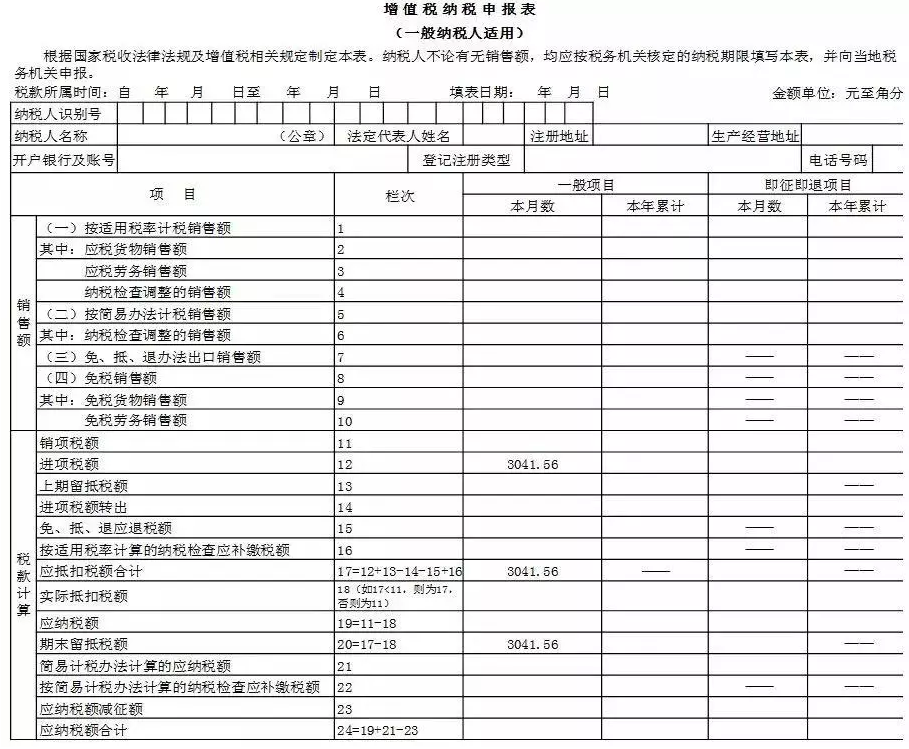 增值税纳税申报表
（一般纳税人适用）
根据国家税收法律法规及增值税相关规定制定本表。纳税人不论有无销售额，均应按税务机关核定的纳税期限填写本表，并向当地税
务机关申报。
税款所属时间：自 年 月 日至 年 月 日 填表日期： 年 月 日 金额单位：元至角分
纳税人识别号
纳税人名称 （公章） 法定代表人姓名 注册地址 生产经营地址
开户银行及账号 登记注册类型 电话号码
项 目 栏次 一般项目 即征即退项目
本月数 本年累计 本月数 本年累计
销售额
（一）按适用税率计税销售额 1
其中：应税货物销售额 2
应税劳务销售额 3
纳税检查调整的销售额 4
（二）按简易办法计税销售额 5
其中：纳税检查调整的销售额 6
（三）免、抵、退办法出口销售额 7 —— ——
（四）免税销售额 8 —— ——
其中：免税货物销售额 9 —— ——
免税劳务销售额 10 —— ——
税款计算
销项税额 11
进项税额 12 3041.56
上期留抵税额 13 ——
进项税额转出 14
免、抵、退应退税额 15 —— ——
按适用税率计算的纳税检查应补缴税额 16 —— ——
应抵扣税额合计 17=12+13-14-15+16 3041.56 —— ——
实际抵扣税额 18（如17<11，则为17，
否则为11）
应纳税额 19=11-18
期末留抵税额 20=17-18 3041.56 ——
简易计税办法计算的应纳税额 21
按简易计税办法计算的纳税检查应补缴税额 22 —— ——
应纳税额减征额 23
应纳税额合计 24=19+21-23